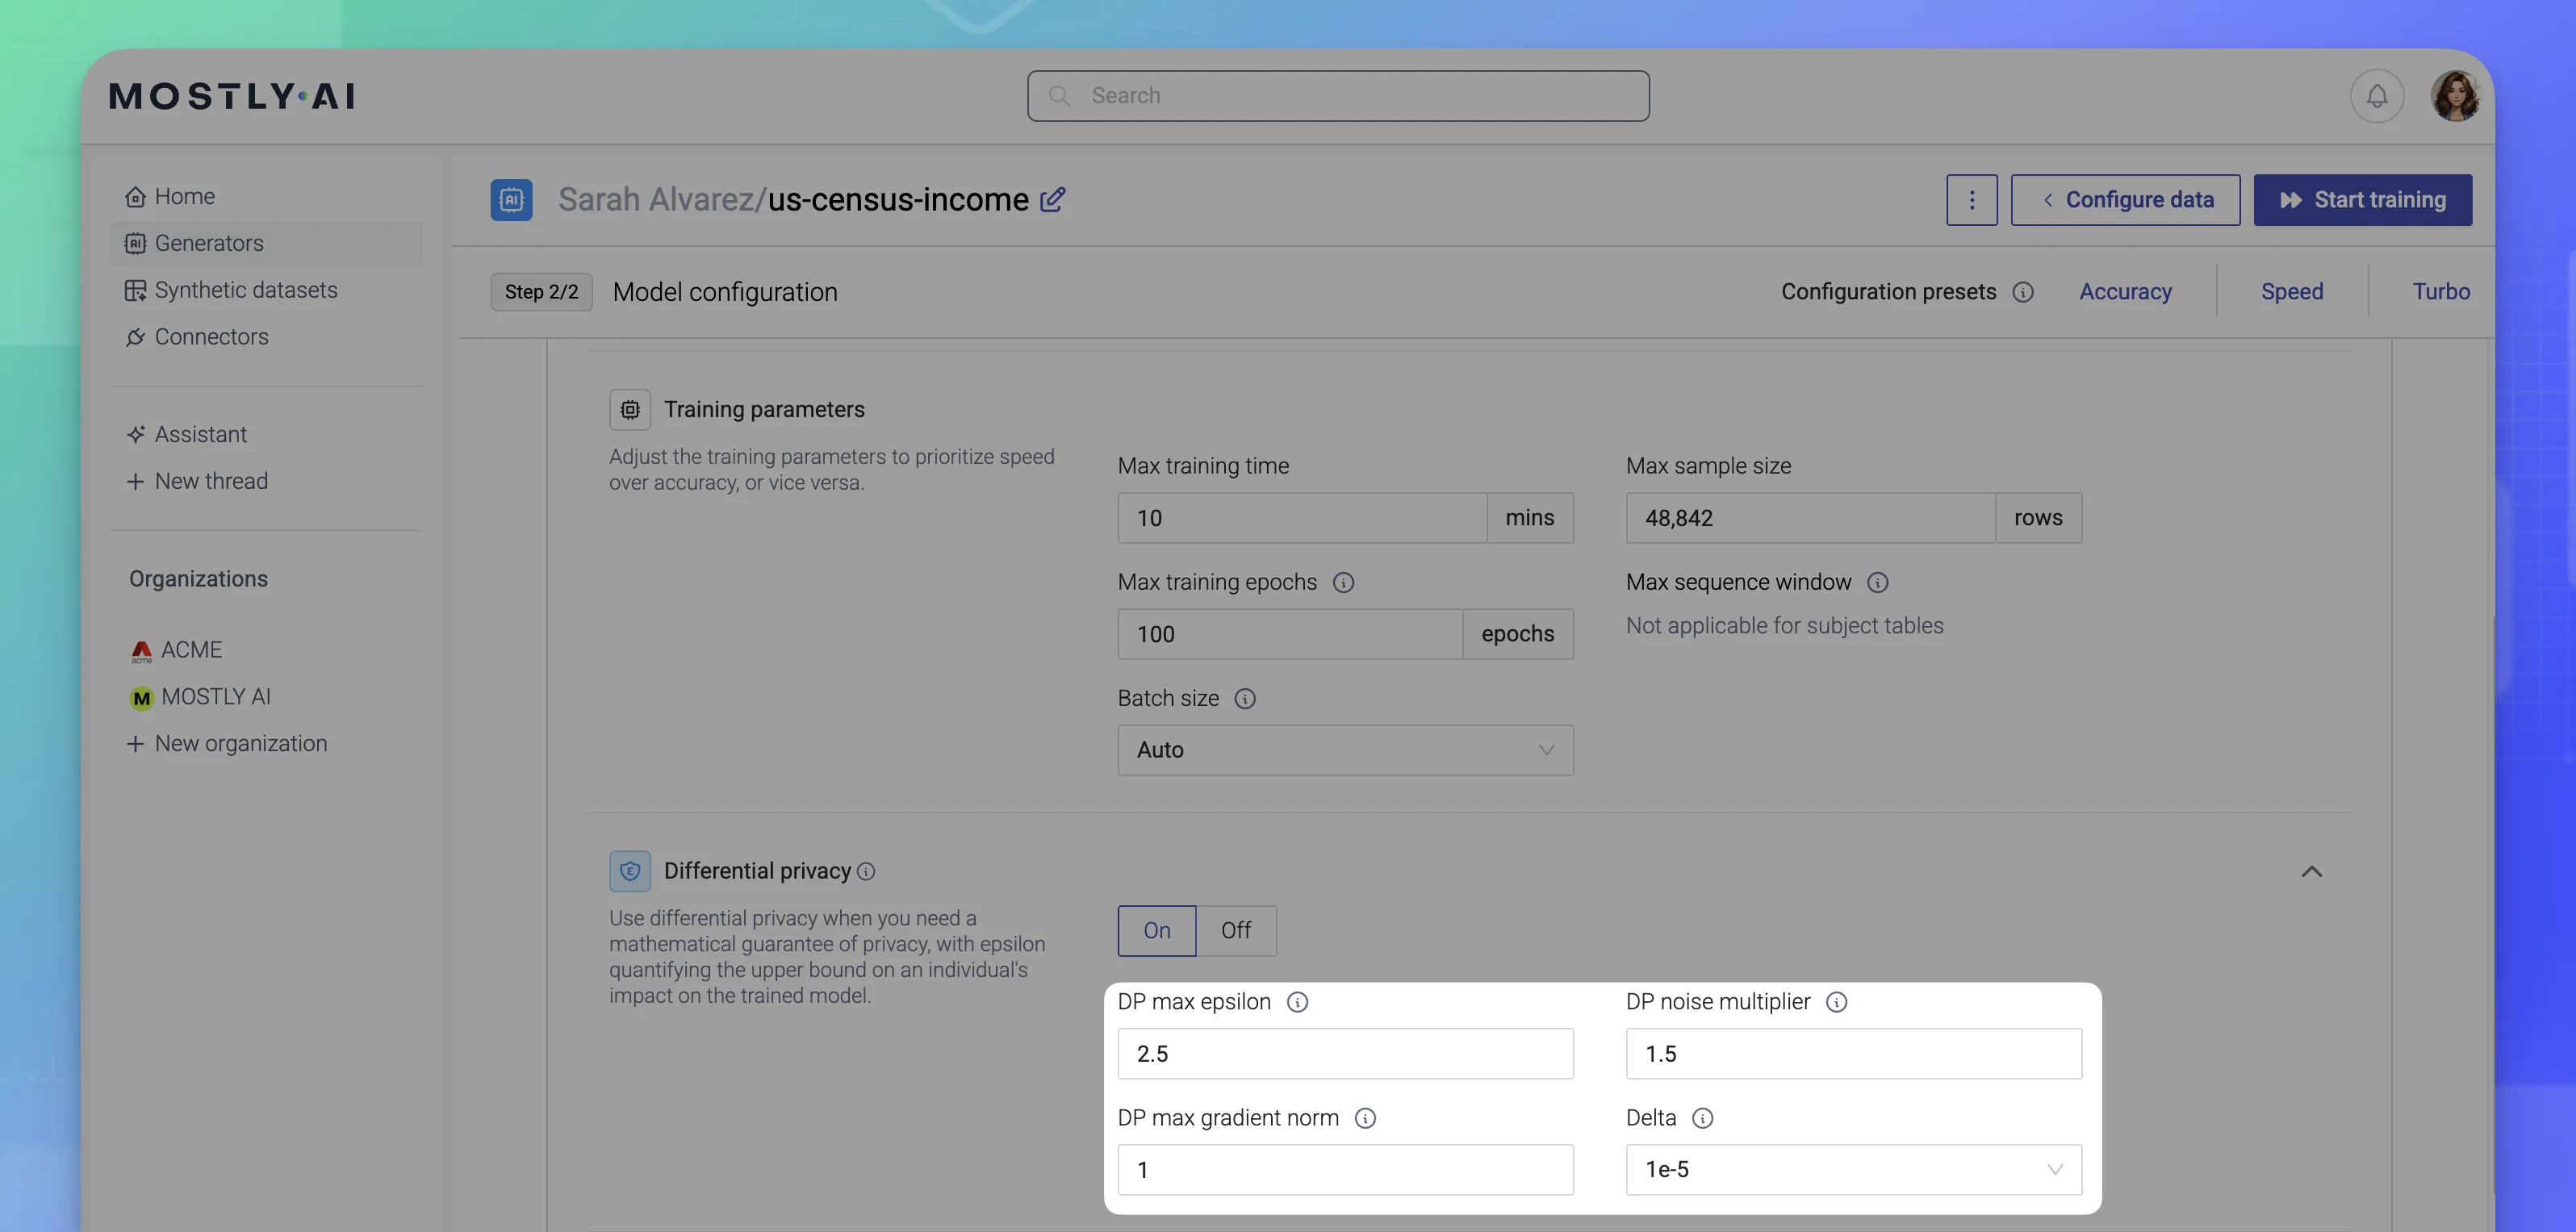 MOSTLY•AI
Search
Home
Generators
Synthetic datasets
Connectors
Assistant
New thread
Organizations
acme ACME
M MOSTLY AI
New organization
AI Sarah Alvarez/us-census-income
Configure data
Start training
Step 2/2 Model configuration
Configuration presets Accuracy Speed Turbo
Training parameters
Adjust the training parameters to prioritize speed
over accuracy, or vice versa.
Max training time
10 mins
Max sample size
48,842 rows
Max training epochs
100 epochs
Max sequence window
Not applicable for subject tables
Batch size
Auto
Differential privacy
Use differential privacy when you need a
mathematical guarantee of privacy, with epsilon
quantifying the upper bound on an individual's
impact on the trained model.
On Off
DP max epsilon
2.5
DP noise multiplier
1.5
DP max gradient norm
1
Delta
1e-5